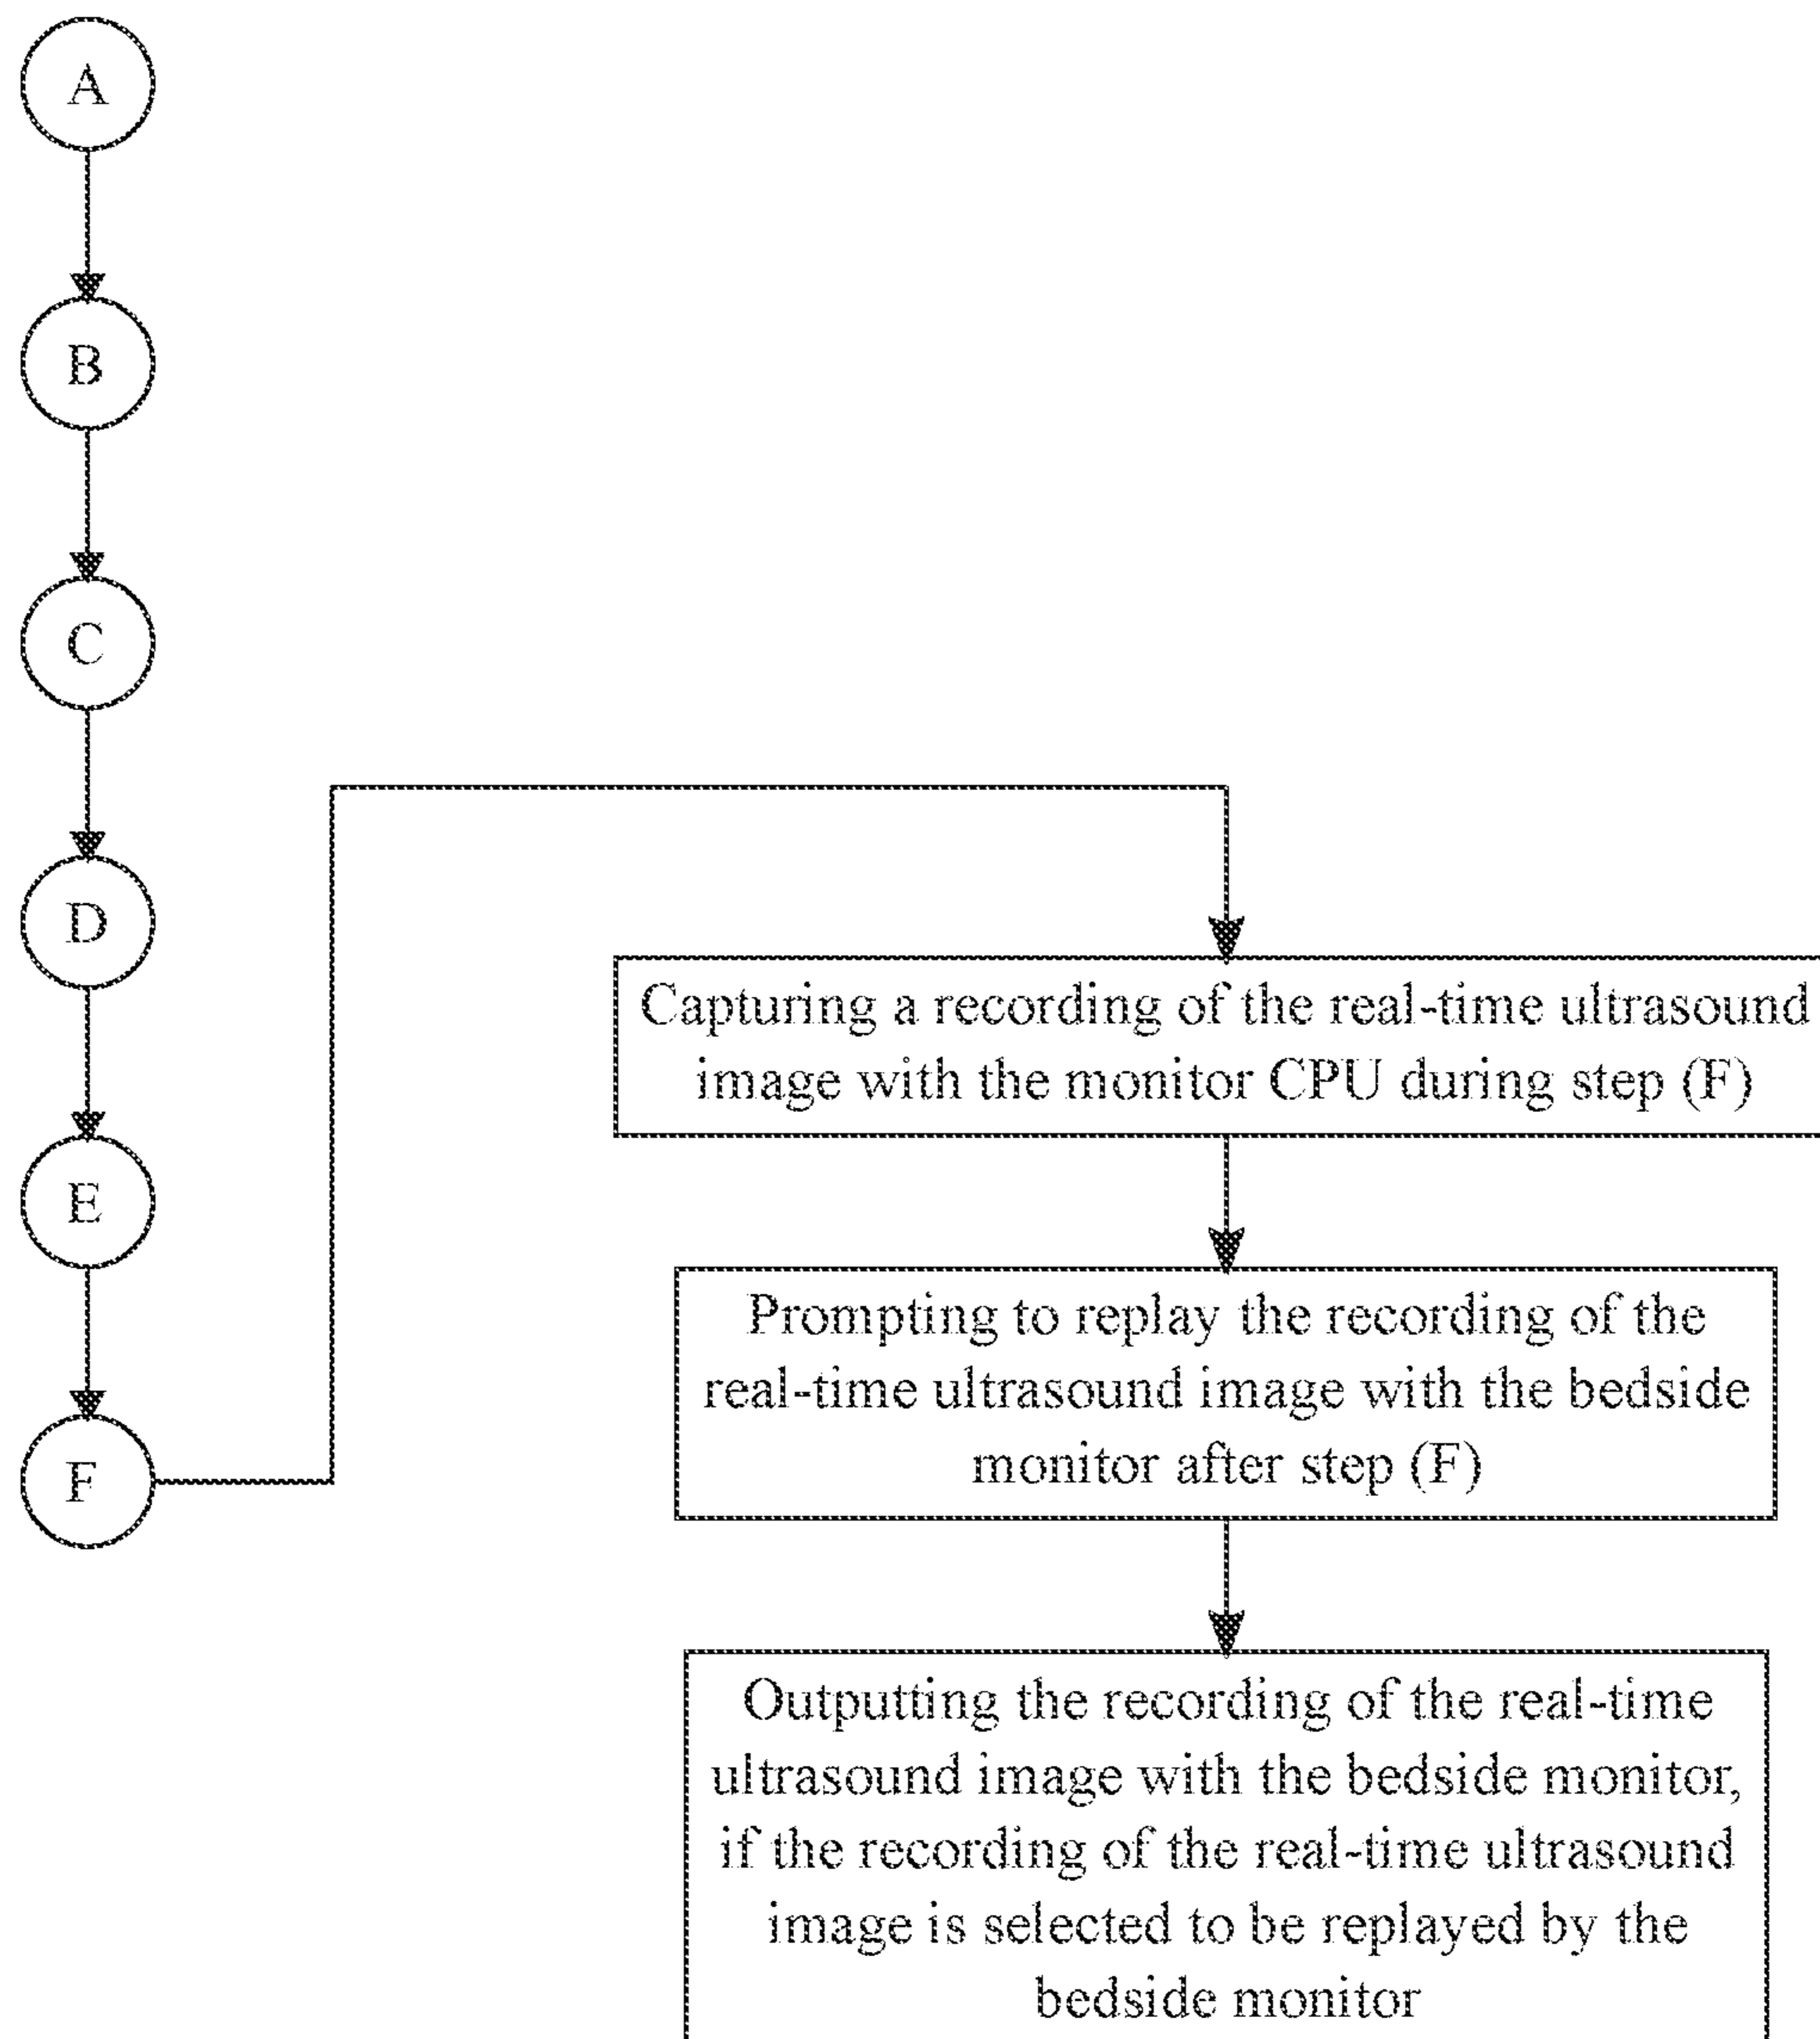 A
B
C
D
E
F
Capturing a recording of the real-time ultrasound
image with the monitor CPU during step (F)
Prompting to replay the recording of the
real-time ultrasound image with the bedside
monitor after step (F)
Outputting the recording of the real-time
ultrasound image with the bedside monitor,
if the recording of the real-time ultrasound
image is selected to be replayed by the
bedside monitor